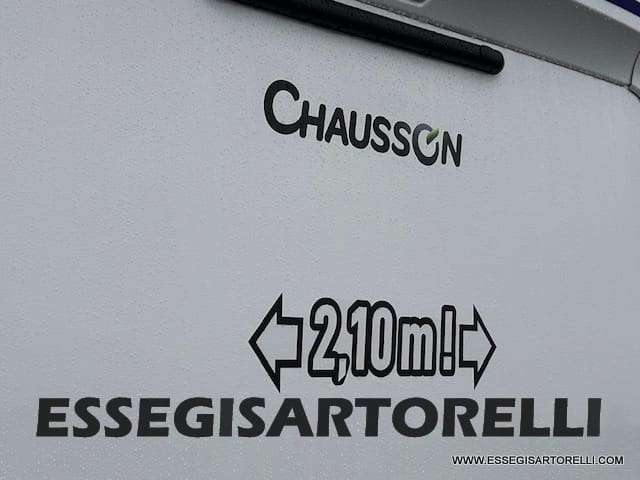 CHAUSSON
2,10m!
ESSEGISARTORELLI
WWW.ESSEGISARTORELLI.COM